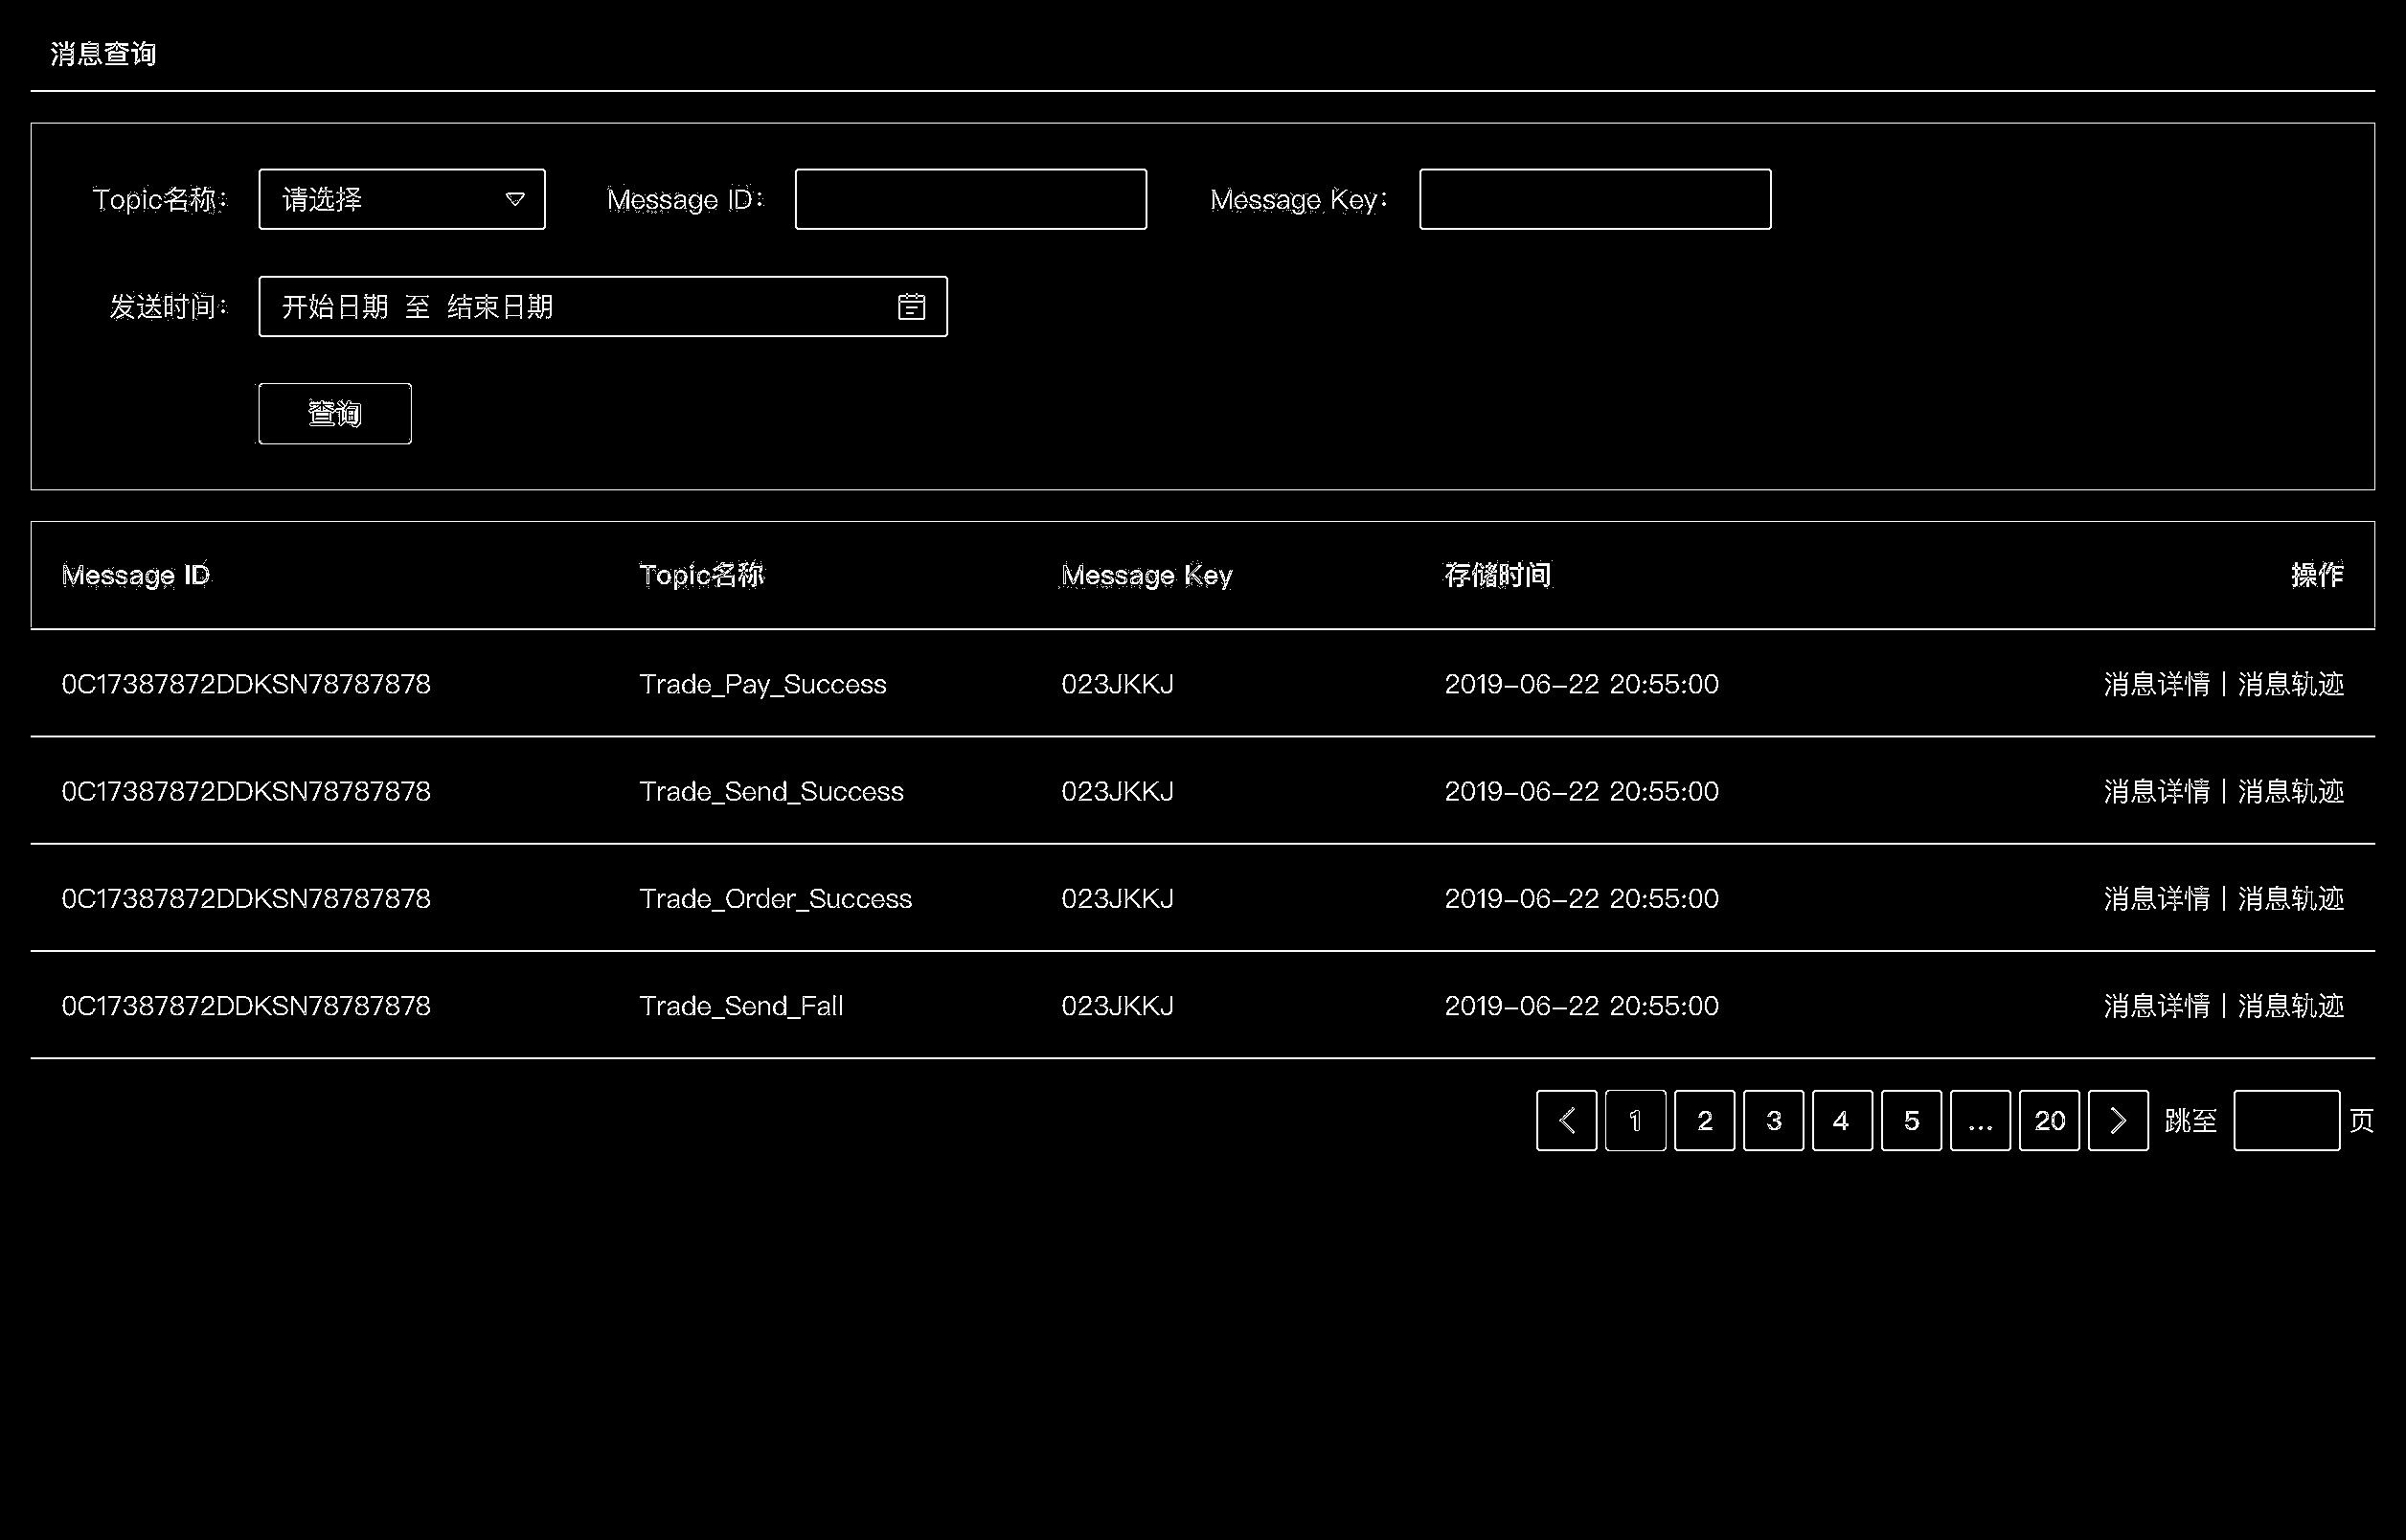 消息查询
Topic名称: 请选择 Message ID: Message Key:
发送时间: 开始日期 至 结束日期
查询
Message ID Topic名称 Message Key 存储时间 操作
0C17387872DDKSN78787878 Trade_Pay_Success 023JKKJ 2019-06-22 20:55:00 消息详情 | 消息轨迹
0C17387872DDKSN78787878 Trade_Send_Success 023JKKJ 2019-06-22 20:55:00 消息详情 | 消息轨迹
0C17387872DDKSN78787878 Trade_Order_Success 023JKKJ 2019-06-22 20:55:00 消息详情 | 消息轨迹
0C17387872DDKSN78787878 Trade_Send_Fall 023JKKJ 2019-06-22 20:55:00 消息详情 | 消息轨迹
1 2 3 4 5 ... 20 跳至 页